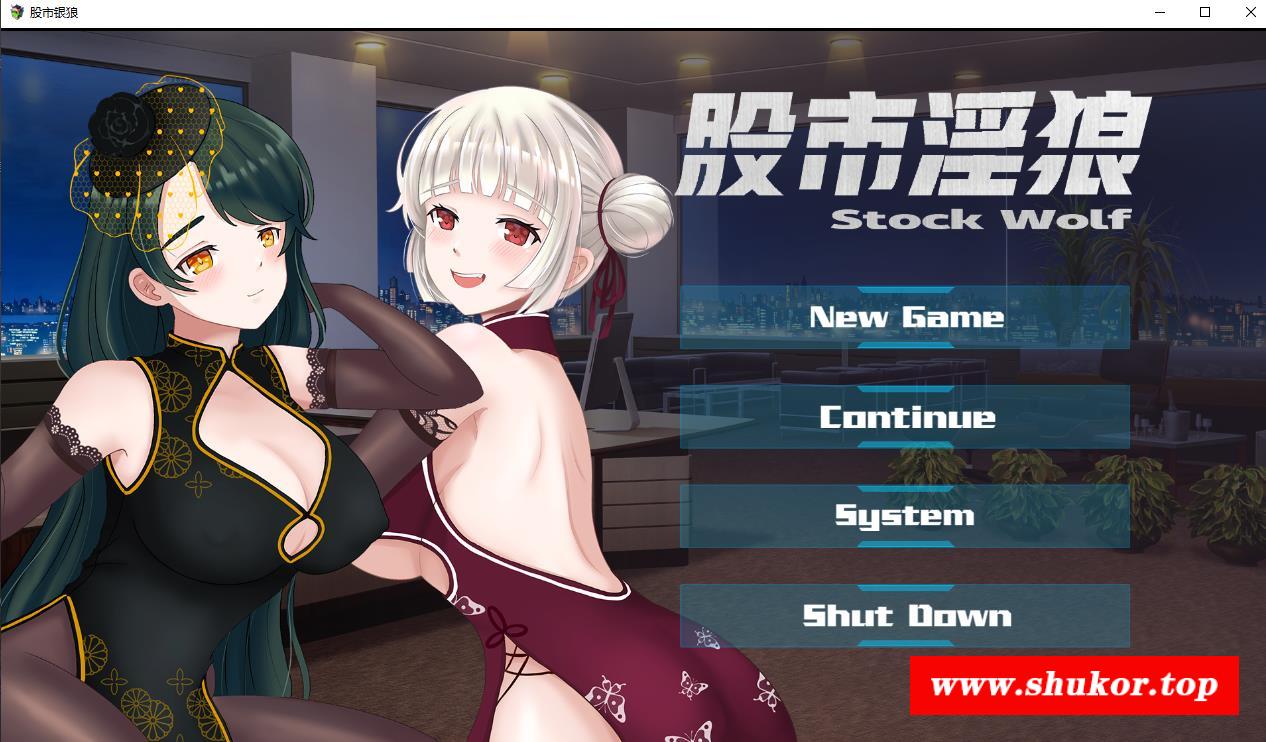 股市银狼
股市淫狼
Stock Wolf
New Game
Continue
System
Shut Down
www.shukor.top